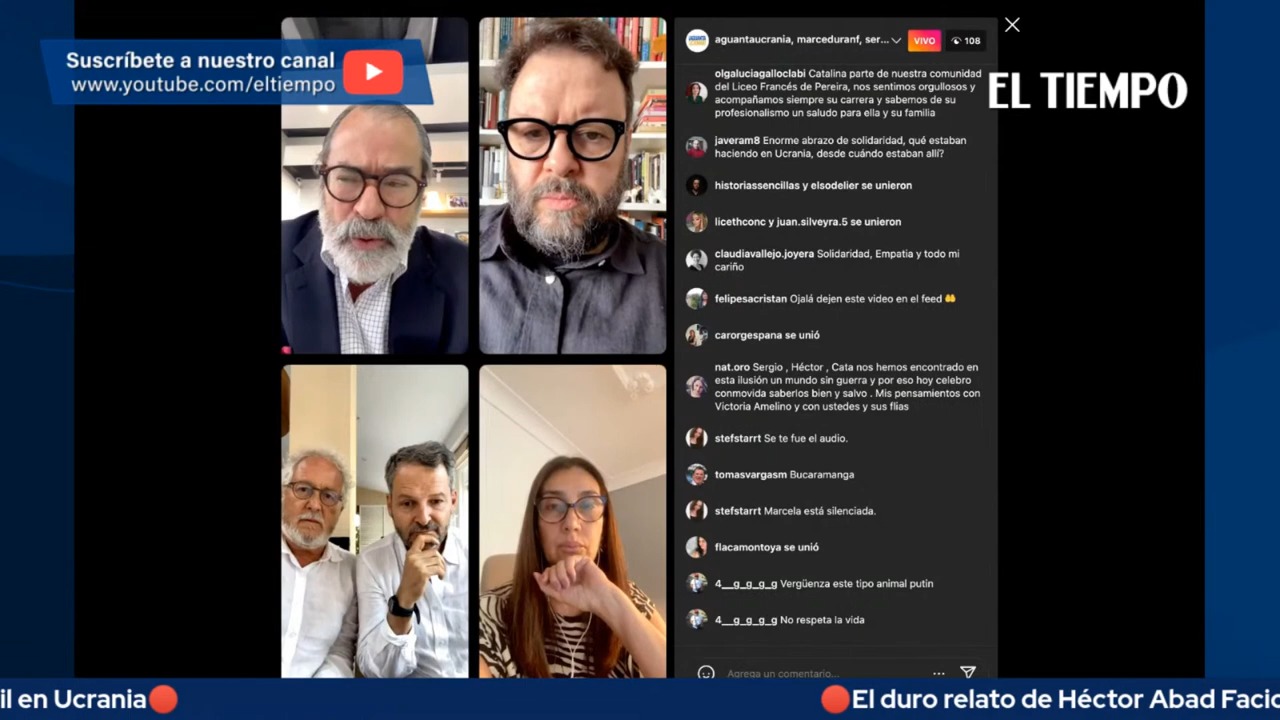 Suscríbete a nuestro canal
www.youtube.com/eltiempo
aguantaucrania, marceduranf, ser...
VIVO
108
EL TIEMPO
olgaluciagalloclabi Catalina parte de nuestra comunidad
del Liceo Francés de Pereira, nos sentimos orgullosos y
acompañamos siempre su carrera y sabemos de su
profesionalismo un saludo para ella y su familia
javeram8 Enorme abrazo de solidaridad, qué estaban
haciendo en Ucrania, desde cuándo estaban allí?
historiassencillas y elsodelier se unieron
licethconc y juan.silveyra.5 se unieron
claudiavallejo.joyera Solidaridad, Empatia y todo mi
cariño
felipesacristan Ojalá dejen este video en el feed 🤲
carorgespana se unió
nat.oro Sergio , Héctor , Cata nos hemos encontrado en
esta ilusión un mundo sin guerra y por eso hoy celebro
conmovida saberlos bien y salvo . Mis pensamientos con
Victoria Amelino y con ustedes y sus flias
stefstarrt Se te fue el audio.
tomasvargasm Bucaramanga
stefstarrt Marcela está silenciada.
flacamontoya se unió
4__g_g_g_g Vergüenza este tipo animal putin
4__g_g_g_g No respeta la vida
Agrega un comentario...
il en Ucrania🔴
🔴El duro relato de Héctor Abad Facio